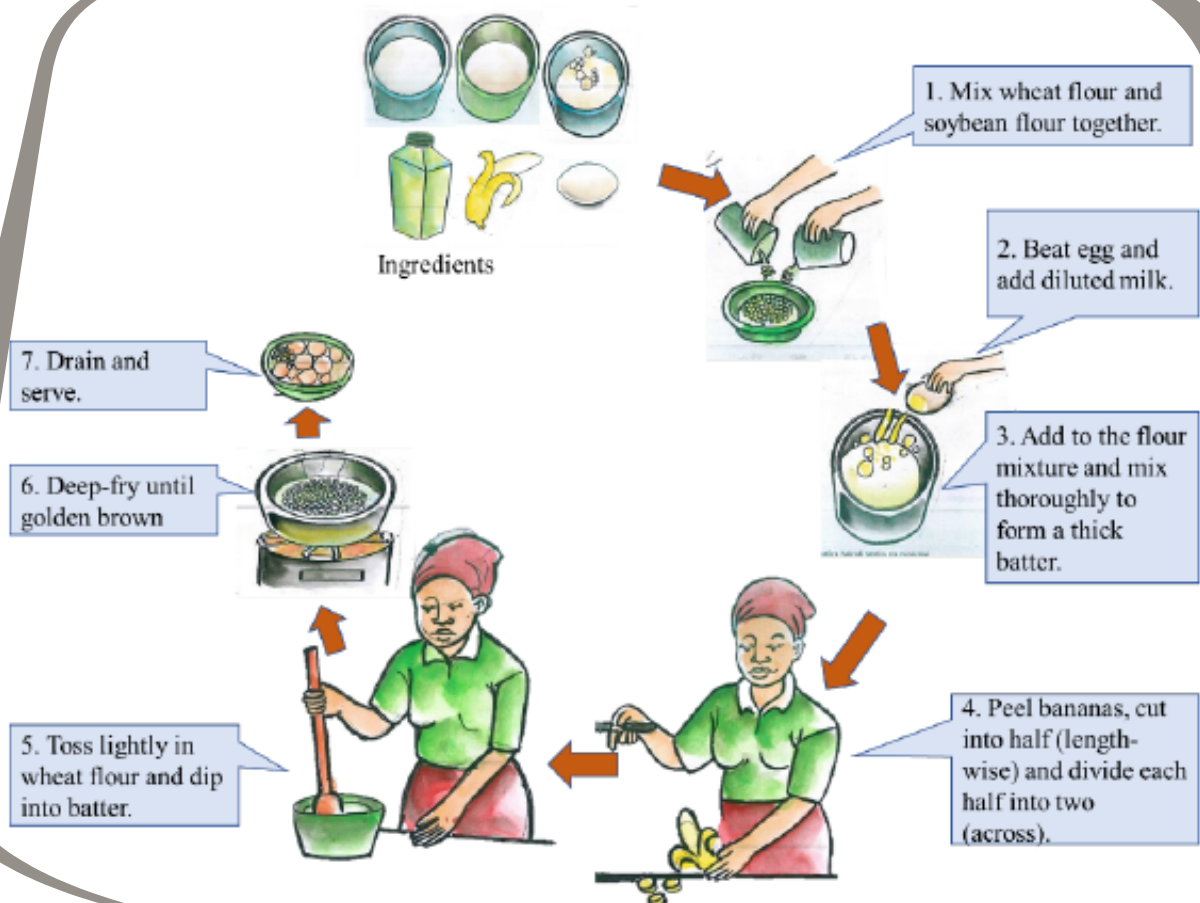 Ingredients
1. Mix wheat flour and
soybean flour together.
2. Beat egg and
add diluted milk.
3. Add to the flour
mixture and mix
thoroughly to
form a thick
batter.
4. Peel bananas, cut
into half (length-
wise) and divide each
half into two
(across).
5. Toss lightly in
wheat flour and dip
into batter.
6. Deep-fry until
golden brown
7. Drain and
serve.